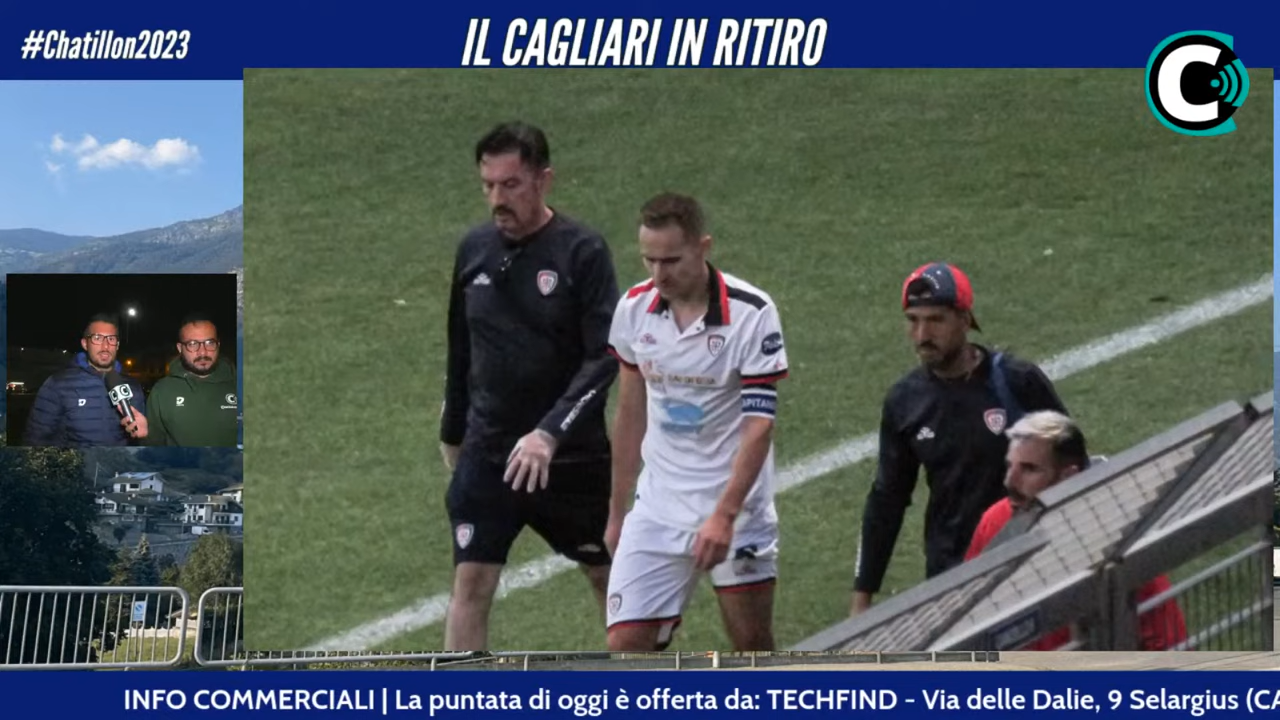 #Chatillon2023
IL CAGLIARI IN RITIRO
C
CAPITANO
INFO COMMERCIALI | La puntata di oggi è offerta da: TECHFIND - Via delle Dalie, 9 Selargius (CA